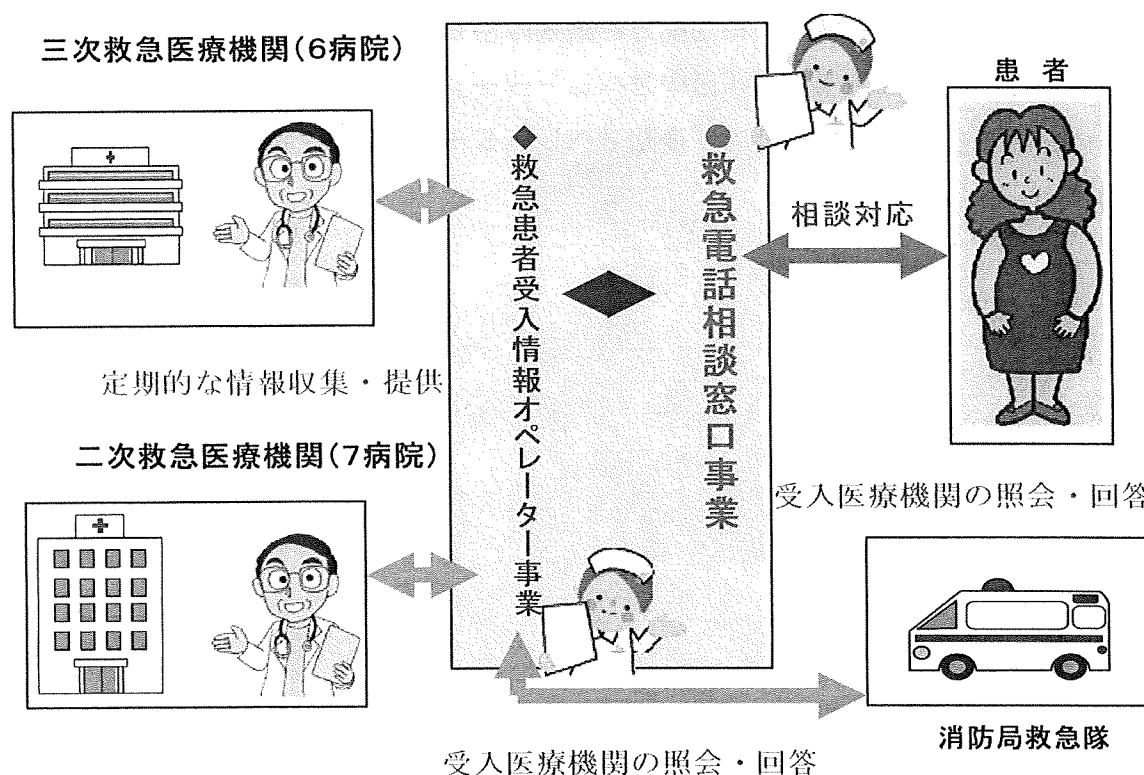 三次救急医療機関(6病院)
定期的な情報収集・提供
二次救急医療機関(7病院)
◆救急患者受入情報オペレーター事業
●救急電話相談窓口事業
患者
相談対応
受入医療機関の照会・回答
消防局救急隊
受入医療機関の照会・回答